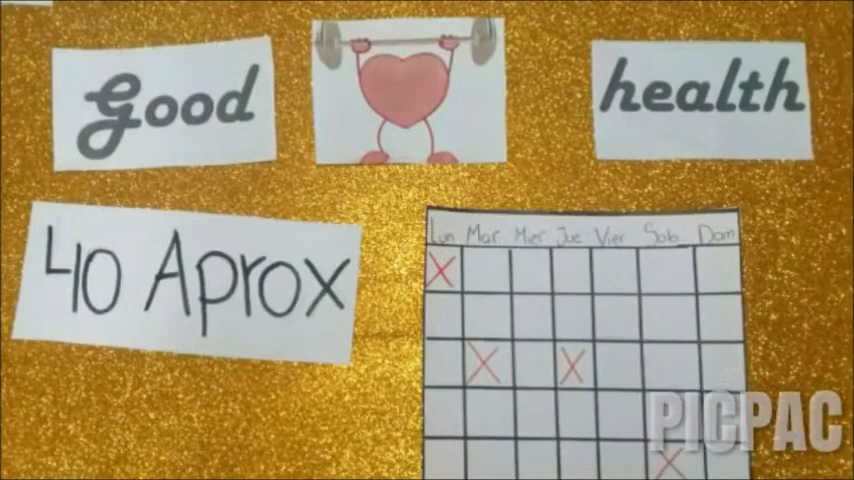 Good
health
40 Aprox
Lun Mar Mier Jue Vier Sab Dom
X
X X
X
PICPAC